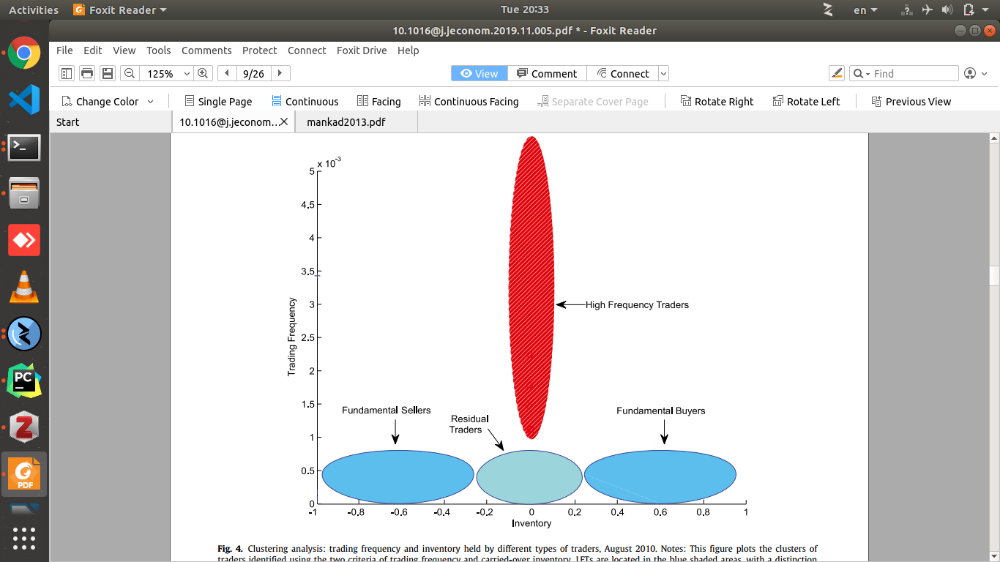 Activities
Foxit Reader
Tue 20:33
en
10.1016@j.jeconom.2019.11.005.pdf * - Foxit Reader
File Edit View Tools Comments Protect Connect Foxit Drive Help
125%
9/26
View
Comment
Connect
Find
Change Color
Single Page
Continuous
Facing
Continuous Facing
Separate Cover Page
Rotate Right
Rotate Left
Previous View
Start
10.1016@j.jeconom...
mankad2013.pdf
x 10-3
5
4.5
4
3.5
3
2.5
2
1.5
1
0.5
0
Trading Frequency
High Frequency Traders
Fundamental Sellers
Residual
Traders
Fundamental Buyers
-1 -0.8 -0.6 -0.4 -0.2 0 0.2 0.4 0.6 0.8 1
Inventory
Fig. 4. Clustering analysis: trading frequency and inventory held by different types of traders, August 2010. Notes: This figure plots the clusters of
traders identified using the two criteria of trading frequency and carried-over inventory. LFTs are located in the blue shaded areas, with a distinction
PC
PDF